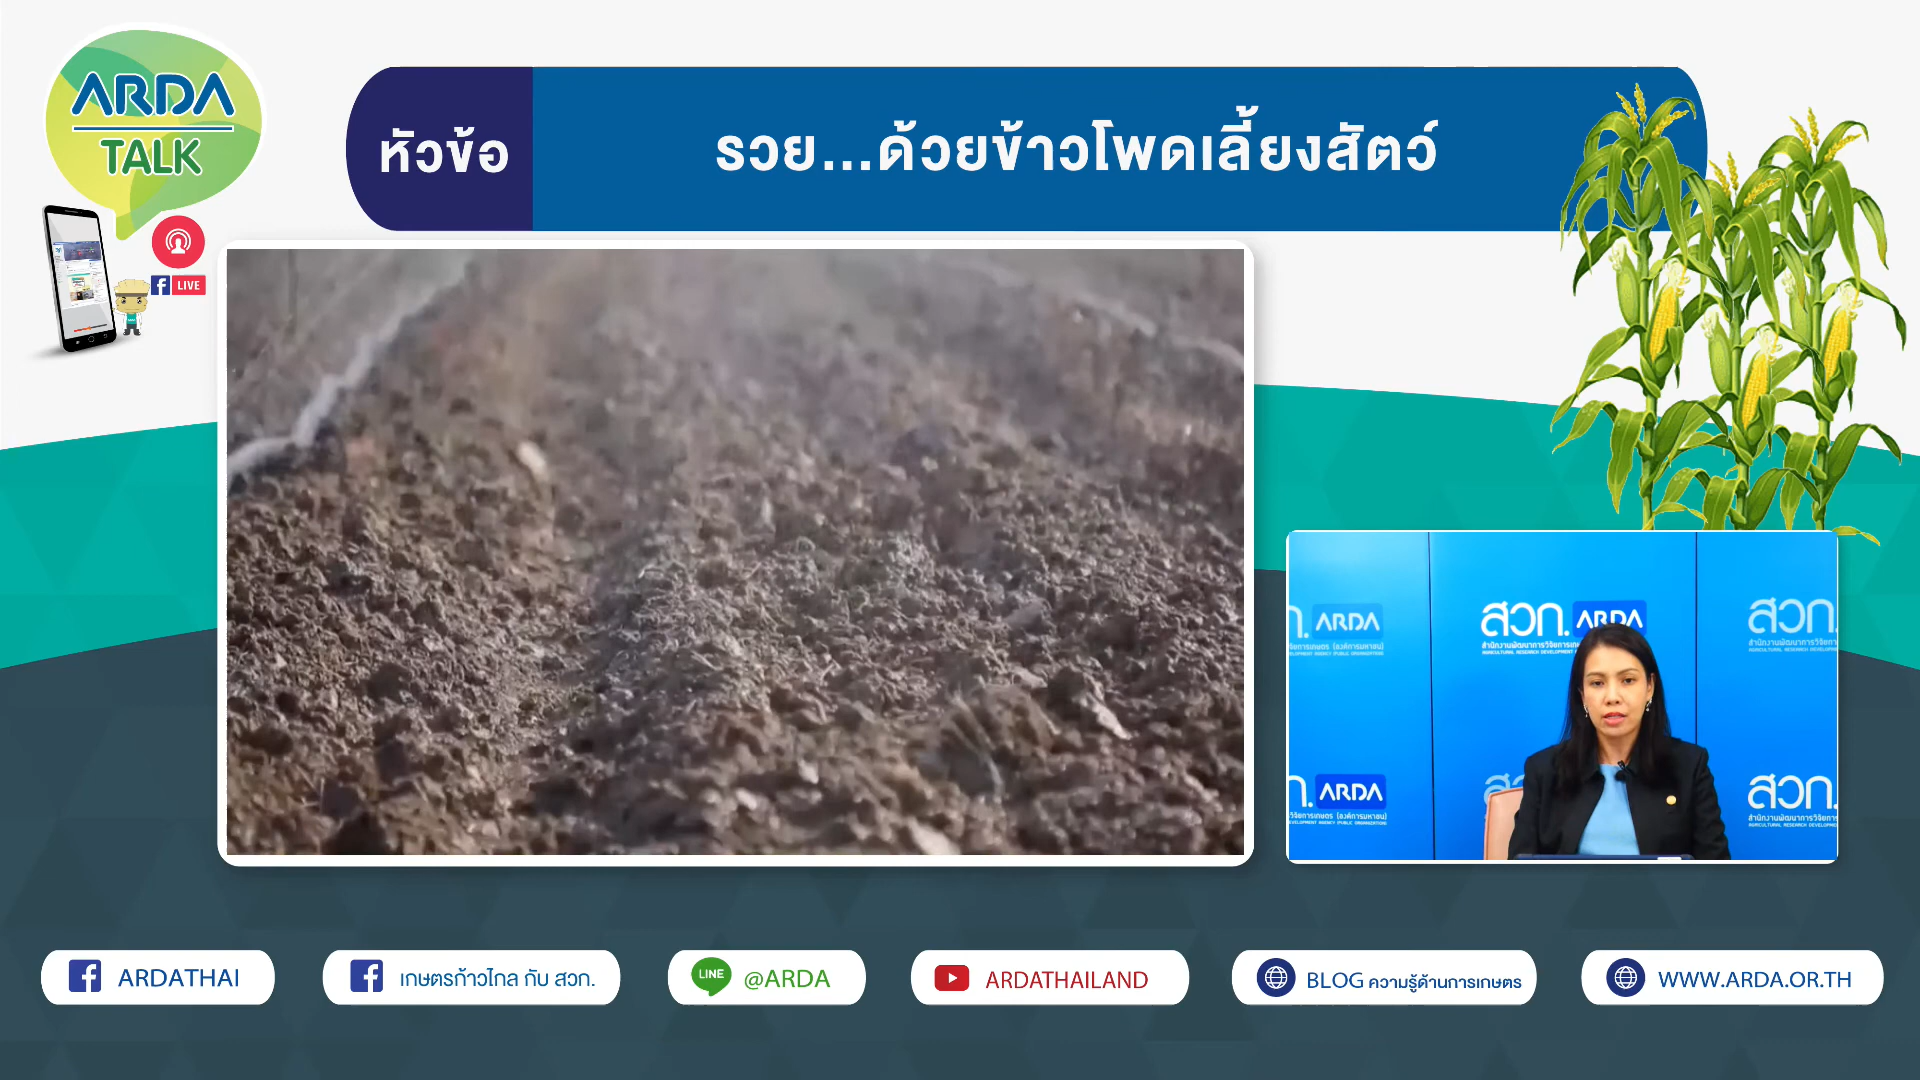 ARDA
TALK
LIVE
หัวข้อ
รวย...ด้วยข้าวโพดเลี้ยงสัตว์
ARDA
สวก. ARDA
สวก.
ARDA
สวก.
ARDATHAI
เกษตรก้าวไกล กับ สวก.
LINE
@ARDA
ARDATHAILAND
BLOG ความรู้ด้านการเกษตร
WWW.ARDA.OR.TH